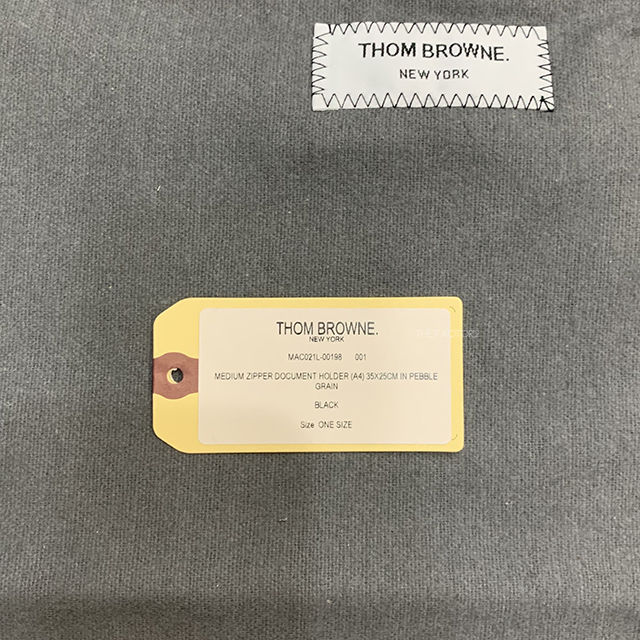 THOM BROWNE.
NEW YORK
THOM BROWNE.
NEW YORK
MAC021L-00198 001
MEDIUM ZIPPER DOCUMENT HOLDER (A4) 35X25CM IN PEBBLE
GRAIN
BLACK
Size ONE SIZE